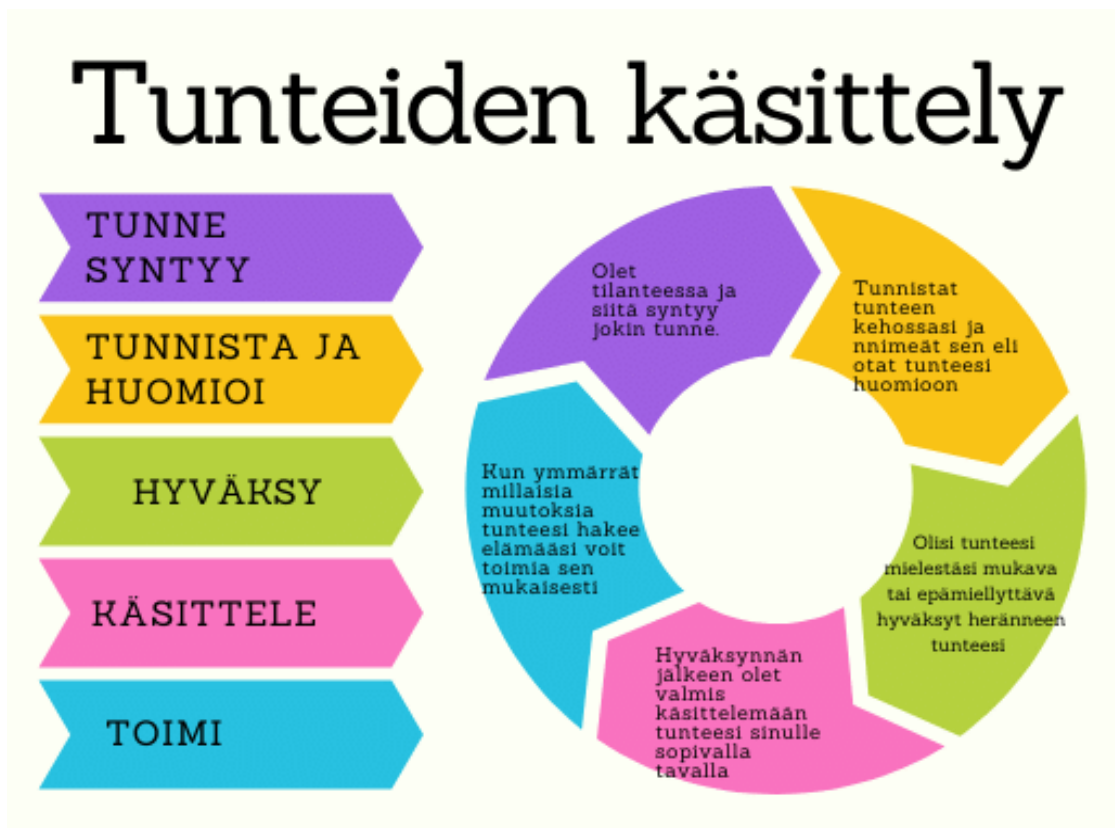 Tunteiden käsittely
TUNNE
SYNTYY
TUNNISTA JA
HUOMIOI
HYVÄKSY
KÄSITTELE
TOIMI
Olet
tilanteessa ja
siitä syntyy
jokin tunne.
Tunnistat
tunteen
kehossasi ja
nnimeät sen eli
otat tunteesi
huomioon
Olisi tunteesi
mielestäsi mukava
tai epämiellyttävä
hyväksyt heränneen
tunteesi
Hyväksynnän
jälkeen olet
valmis
käsittelemään
tunteesi sinulle
sopivalla
tavalla
Kun ymmärrät
millaisia
muutoksia
tunteesi hakee
elämääsi voit
toimia sen
mukaisesti